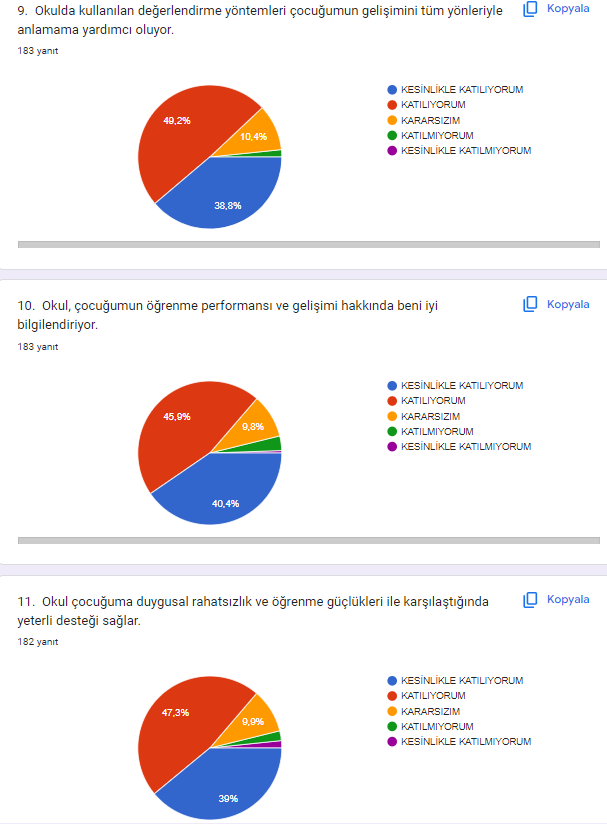 9. Okulda kullanılan değerlendirme yöntemleri çocuğumun gelişimini tüm yönleriyle
anlamama yardımcı oluyor.
Kopyala
183 yanıt
KESİNLİKLE KATILIYORUM
KATILIYORUM
KARARSIZIM
KATILMIYORUM
KESİNLİKLE KATILMIYORUM
49,2%
10,4%
38,8%
10. Okul, çocuğumun öğrenme performansı ve gelişimi hakkında beni iyi
bilgilendiriyor.
Kopyala
183 yanıt
KESİNLİKLE KATILIYORUM
KATILIYORUM
KARARSIZIM
KATILMIYORUM
KESİNLİKLE KATILMIYORUM
45,9%
9,8%
40,4%
11. Okul çocuğuma duygusal rahatsızlık ve öğrenme güçlükleri ile karşılaştığında
yeterli desteği sağlar.
Kopyala
182 yanıt
KESİNLİKLE KATILIYORUM
KATILIYORUM
KARARSIZIM
KATILMIYORUM
KESİNLİKLE KATILMIYORUM
47,3%
9,9%
39%